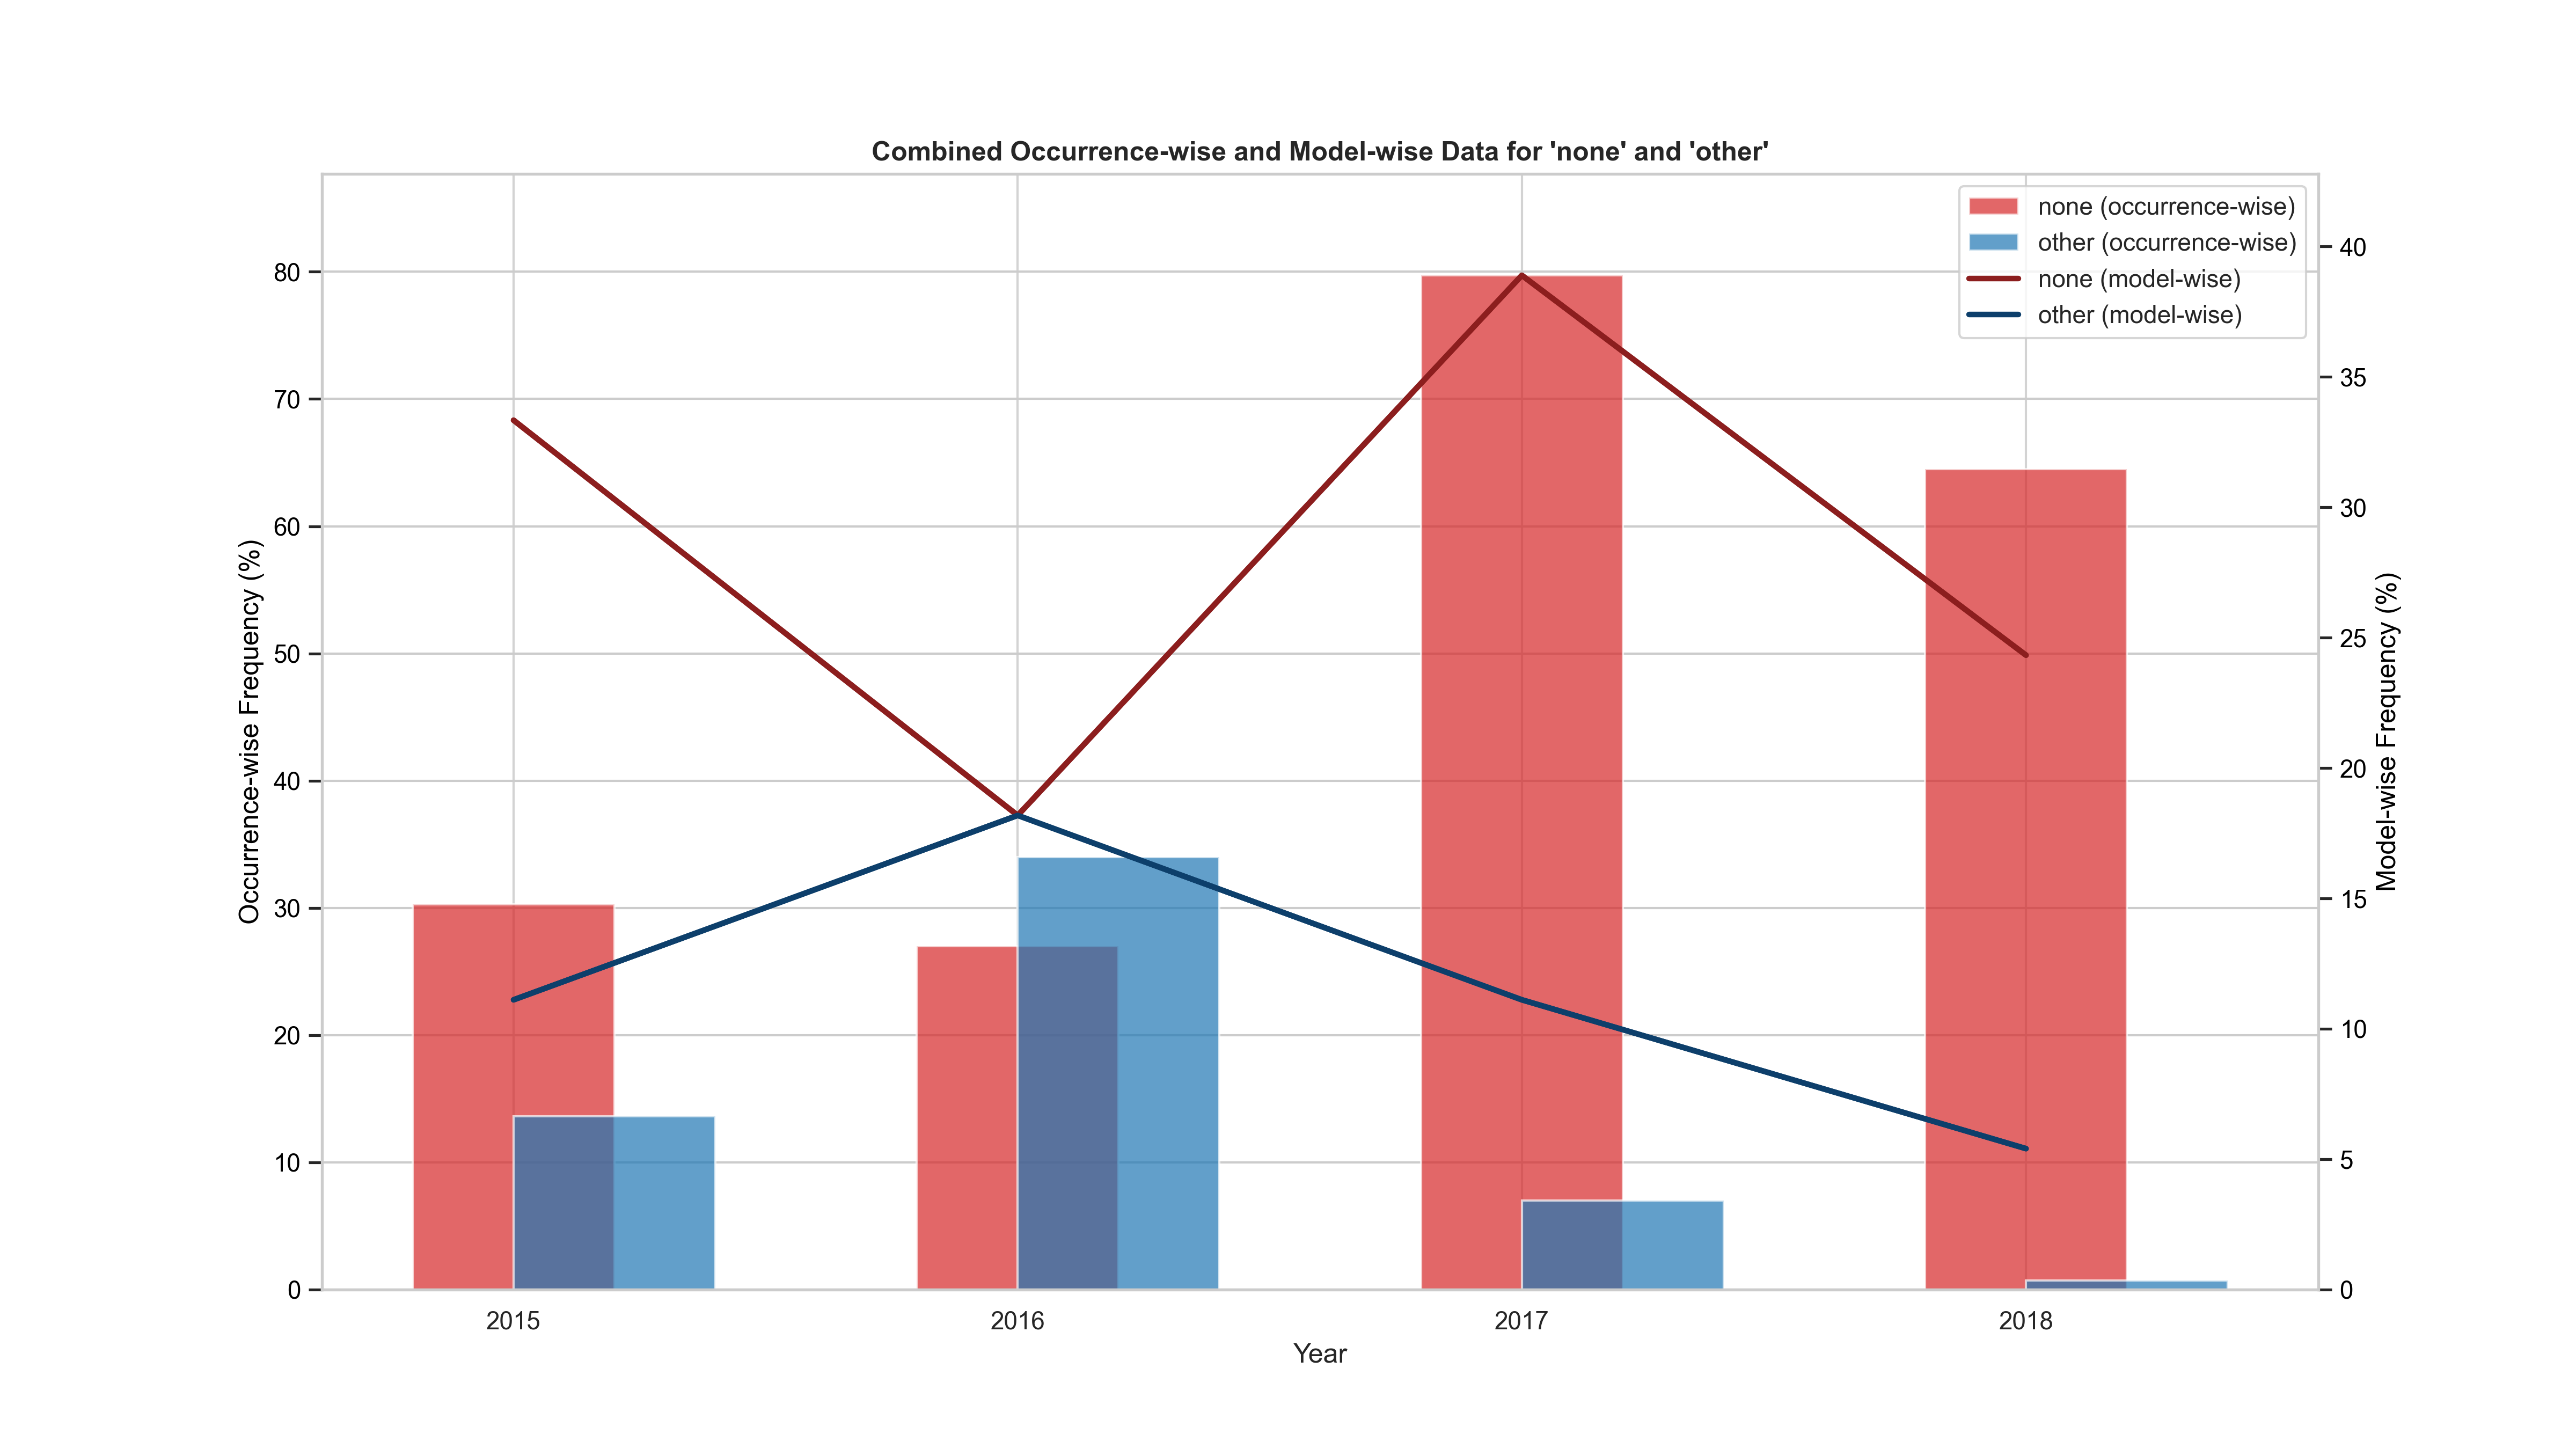 Combined Occurrence-wise and Model-wise Data for 'none' and 'other'
none (occurrence-wise)
other (occurrence-wise)
none (model-wise)
other (model-wise)
Occurrence-wise Frequency (%)
80
70
60
50
40
30
20
10
0
40
35
30
25
20
15
10
5
0
Model-wise Frequency (%)
2015 2016 2017 2018
Year